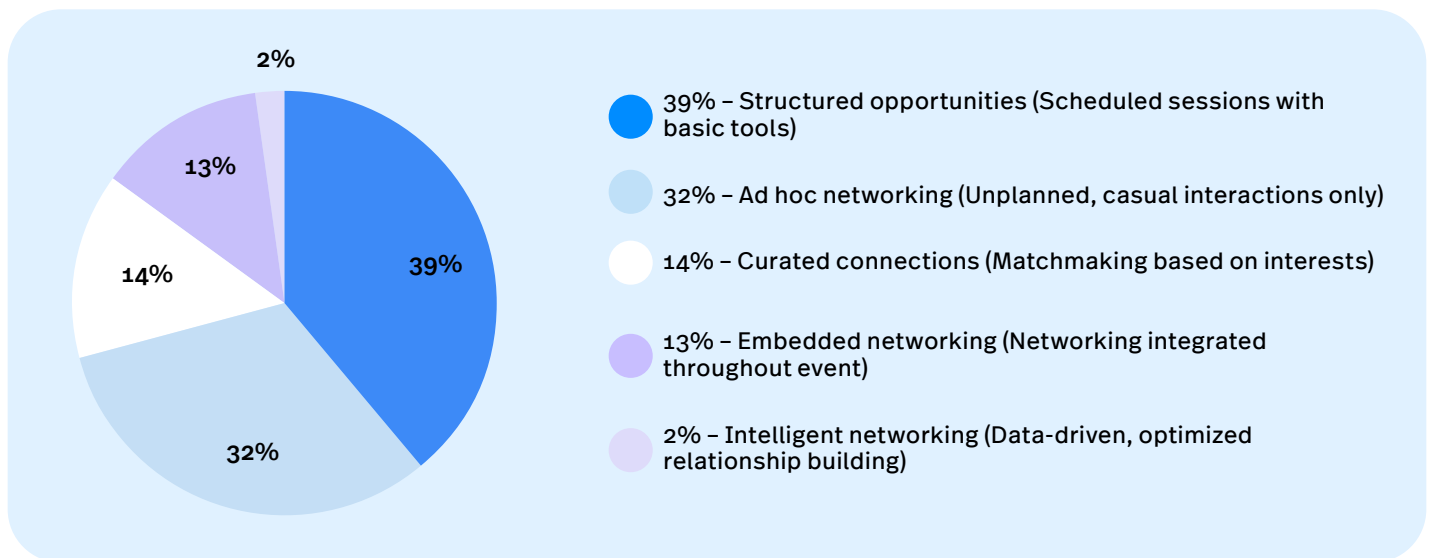 2%
13%
39%
14%
32%
39% – Structured opportunities (Scheduled sessions with
basic tools)
32% – Ad hoc networking (Unplanned, casual interactions only)
14% – Curated connections (Matchmaking based on interests)
13% – Embedded networking (Networking integrated
throughout event)
2% – Intelligent networking (Data-driven, optimized
relationship building)